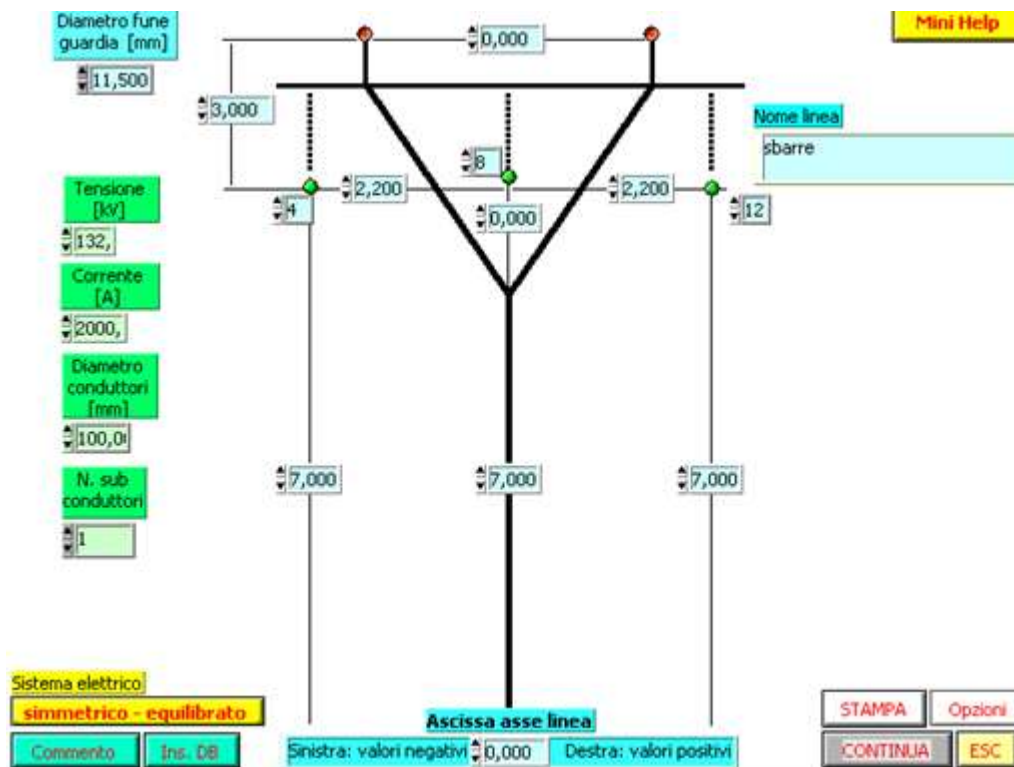 Diametro fune
guardia [mm]
11,500
0,000
Mini Help
3,000
Nome linea
sbarre
8
2,200
2,200
4
0,000
12
Tensione
[kV]
132,
Corrente
[A]
2000,
Diametro
conduttori
[mm]
100,0
7,000
7,000
7,000
N. sub
conduttori
1
Sistema elettrico
simmetrico - equilibrato
Commento
Ins. DB
Ascissa asse linea
Sinistra: valori negativi
0,000
Destra: valori positivi
STAMPA
Opzioni
CONTINUA
ESC